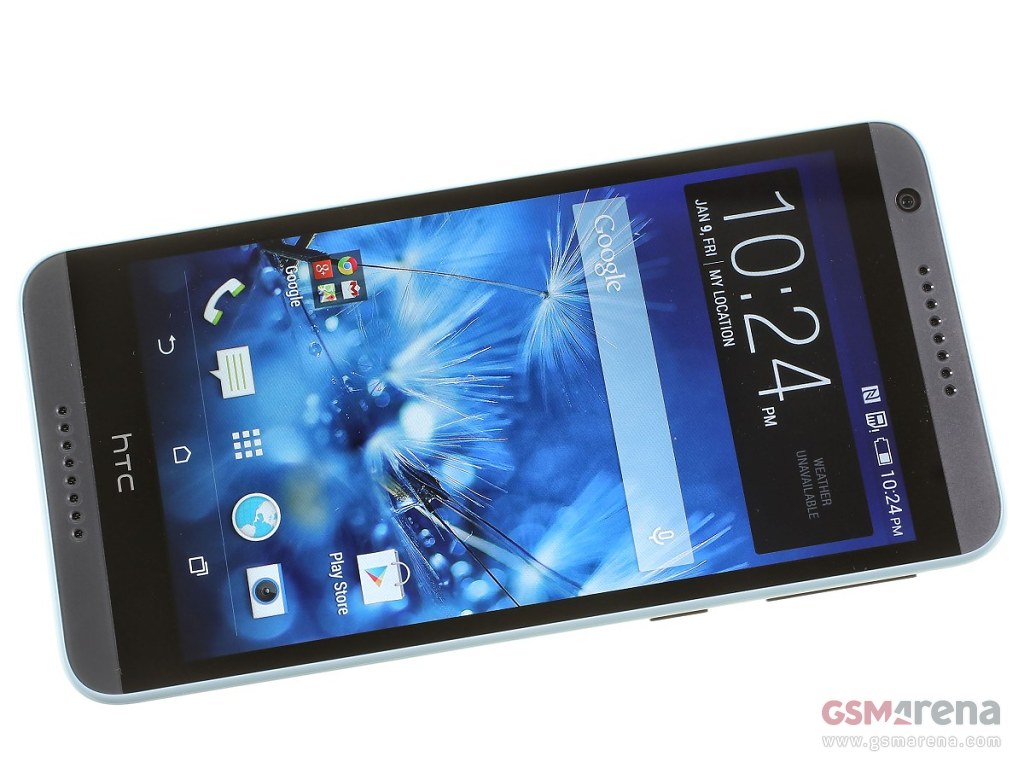 10:24 PM
10:24 PM
JAN 9, FRI | MY LOCATION
WEATHER
UNAVAILABLE
Google
Google
Play Store
hTC
GSMArena
www.gsmarena.com